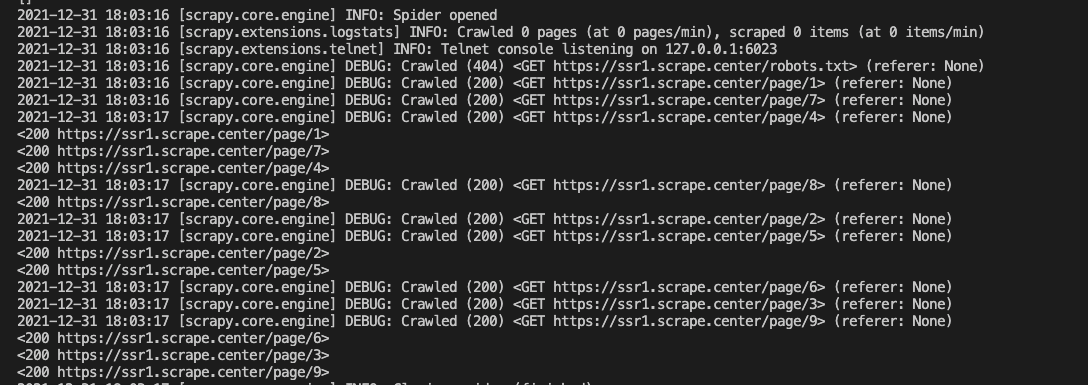 []
2021-12-31 18:03:16 [scrapy.core.engine] INFO: Spider opened
2021-12-31 18:03:16 [scrapy.extensions.logstats] INFO: Crawled 0 pages (at 0 pages/min), scraped 0 items (at 0 items/min)
2021-12-31 18:03:16 [scrapy.extensions.telnet] INFO: Telnet console listening on 127.0.0.1:6023
2021-12-31 18:03:16 [scrapy.core.engine] DEBUG: Crawled (404) <GET https://ssr1.scrape.center/robots.txt> (referer: None)
2021-12-31 18:03:16 [scrapy.core.engine] DEBUG: Crawled (200) <GET https://ssr1.scrape.center/page/1> (referer: None)
2021-12-31 18:03:16 [scrapy.core.engine] DEBUG: Crawled (200) <GET https://ssr1.scrape.center/page/7> (referer: None)
2021-12-31 18:03:17 [scrapy.core.engine] DEBUG: Crawled (200) <GET https://ssr1.scrape.center/page/4> (referer: None)
<200 https://ssr1.scrape.center/page/1>
<200 https://ssr1.scrape.center/page/7>
<200 https://ssr1.scrape.center/page/4>
2021-12-31 18:03:17 [scrapy.core.engine] DEBUG: Crawled (200) <GET https://ssr1.scrape.center/page/8> (referer: None)
<200 https://ssr1.scrape.center/page/8>
2021-12-31 18:03:17 [scrapy.core.engine] DEBUG: Crawled (200) <GET https://ssr1.scrape.center/page/2> (referer: None)
2021-12-31 18:03:17 [scrapy.core.engine] DEBUG: Crawled (200) <GET https://ssr1.scrape.center/page/5> (referer: None)
<200 https://ssr1.scrape.center/page/2>
<200 https://ssr1.scrape.center/page/5>
2021-12-31 18:03:17 [scrapy.core.engine] DEBUG: Crawled (200) <GET https://ssr1.scrape.center/page/6> (referer: None)
2021-12-31 18:03:17 [scrapy.core.engine] DEBUG: Crawled (200) <GET https://ssr1.scrape.center/page/3> (referer: None)
2021-12-31 18:03:17 [scrapy.core.engine] DEBUG: Crawled (200) <GET https://ssr1.scrape.center/page/9> (referer: None)
<200 https://ssr1.scrape.center/page/6>
<200 https://ssr1.scrape.center/page/3>
<200 https://ssr1.scrape.center/page/9>